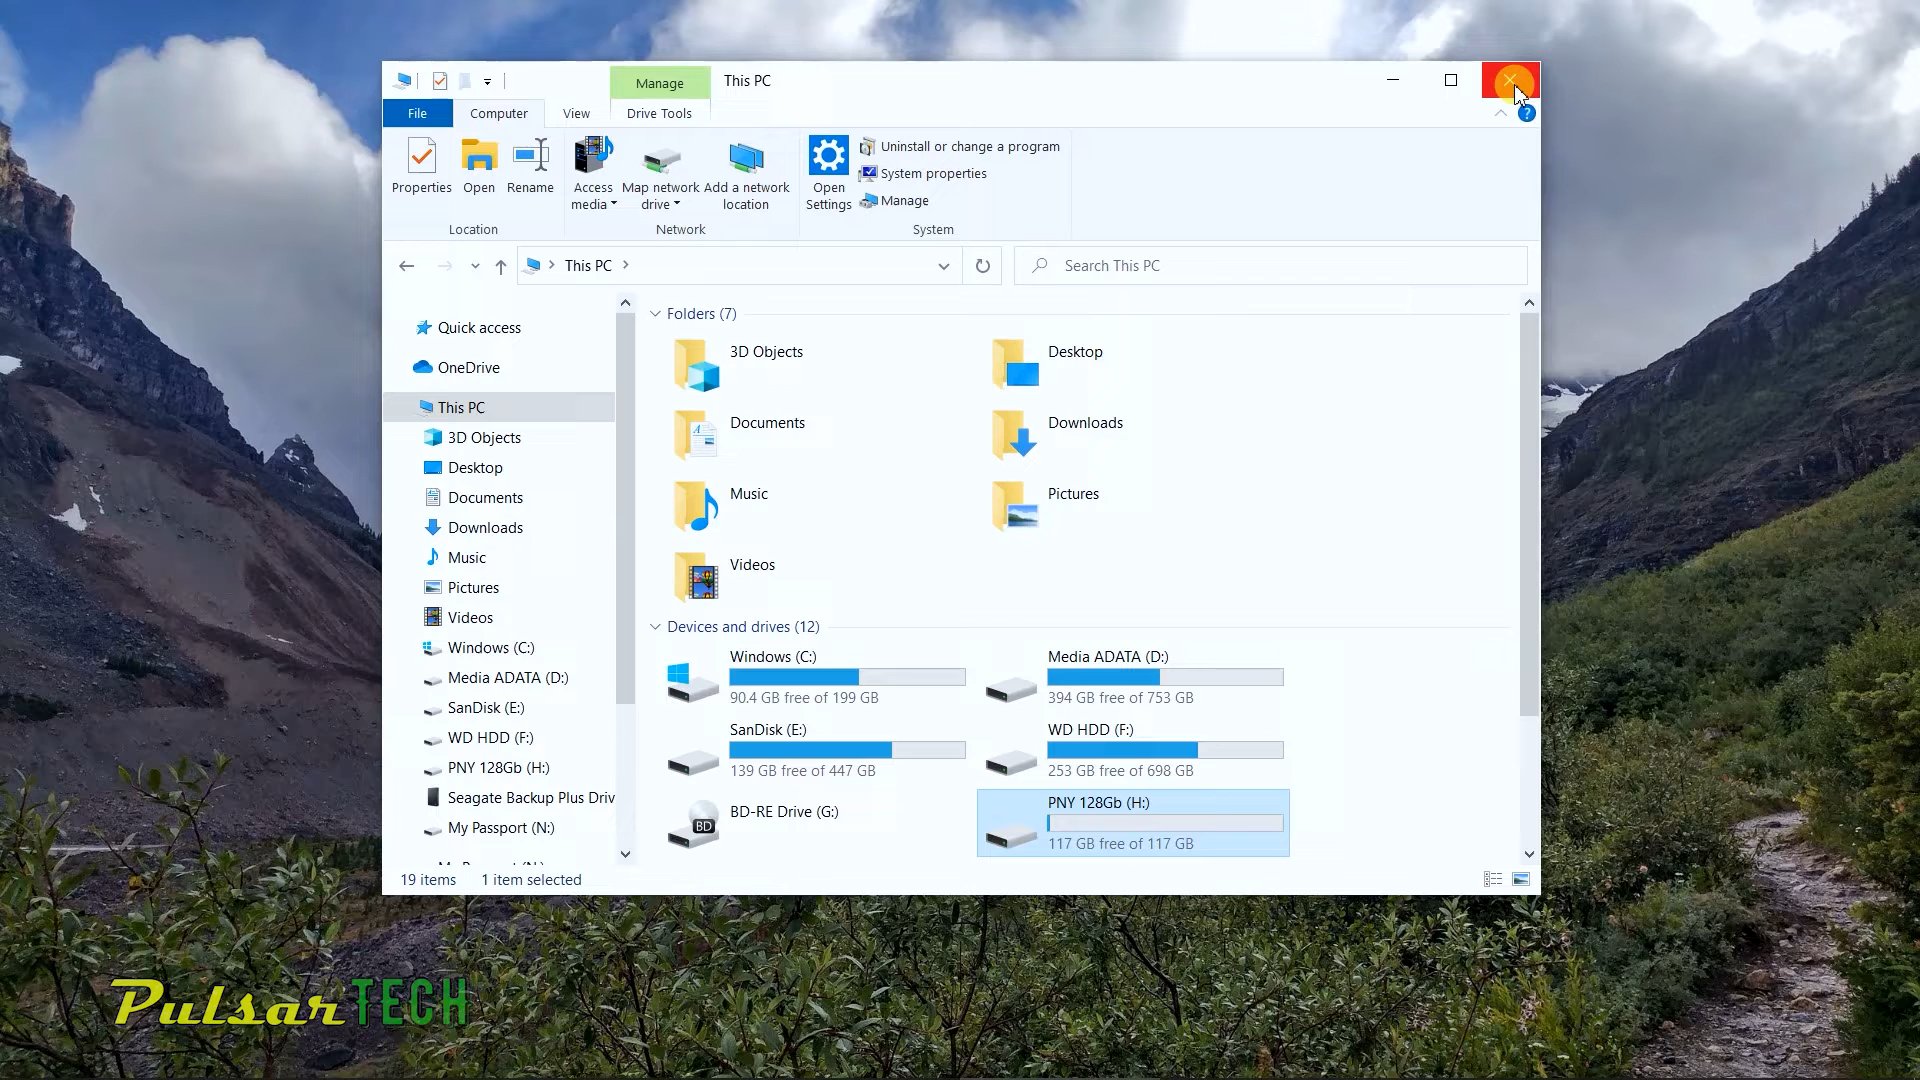 Manage
This PC
File
Computer
View
Drive Tools
?
Properties
Open
Rename
Access media
Map network drive
Add a network location
Open Settings
Uninstall or change a program
System properties
Manage
Location
Network
System
This PC
Search This PC
Quick access
OneDrive
This PC
3D Objects
Desktop
Documents
Downloads
Music
Pictures
Videos
Windows (C:)
Media ADATA (D:)
SanDisk (E:)
WD HDD (F:)
PNY 128Gb (H:)
Seagate Backup Plus Driv
My Passport (N:)
Folders (7)
3D Objects
Desktop
Documents
Downloads
Music
Pictures
Videos
Devices and drives (12)
Windows (C:)
90.4 GB free of 199 GB
Media ADATA (D:)
394 GB free of 753 GB
SanDisk (E:)
139 GB free of 447 GB
WD HDD (F:)
253 GB free of 698 GB
BD
BD-RE Drive (G:)
PNY 128Gb (H:)
117 GB free of 117 GB
19 items
1 item selected
Pulsar TECH